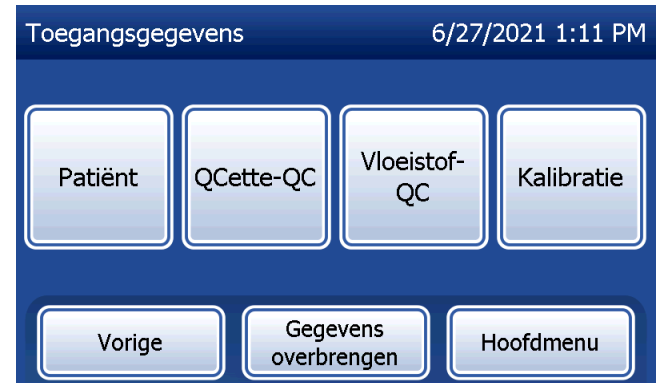 Toegangsgegevens 6/27/2021 1:11 PM
Patiënt QCette-QC Vloeistof-
QC Kalibratie
Vorige Gegevens
overbrengen Hoofdmenu